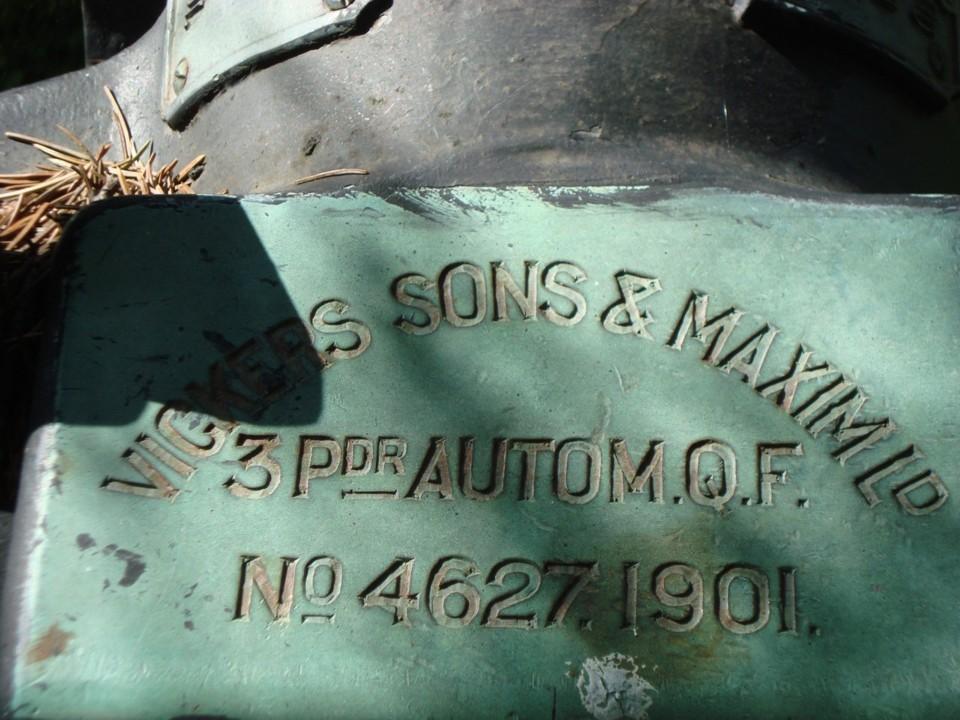 VICKERS SONS & MAXIM LD
3 PDR AUTOM. Q.F.
No 4627. 1901.